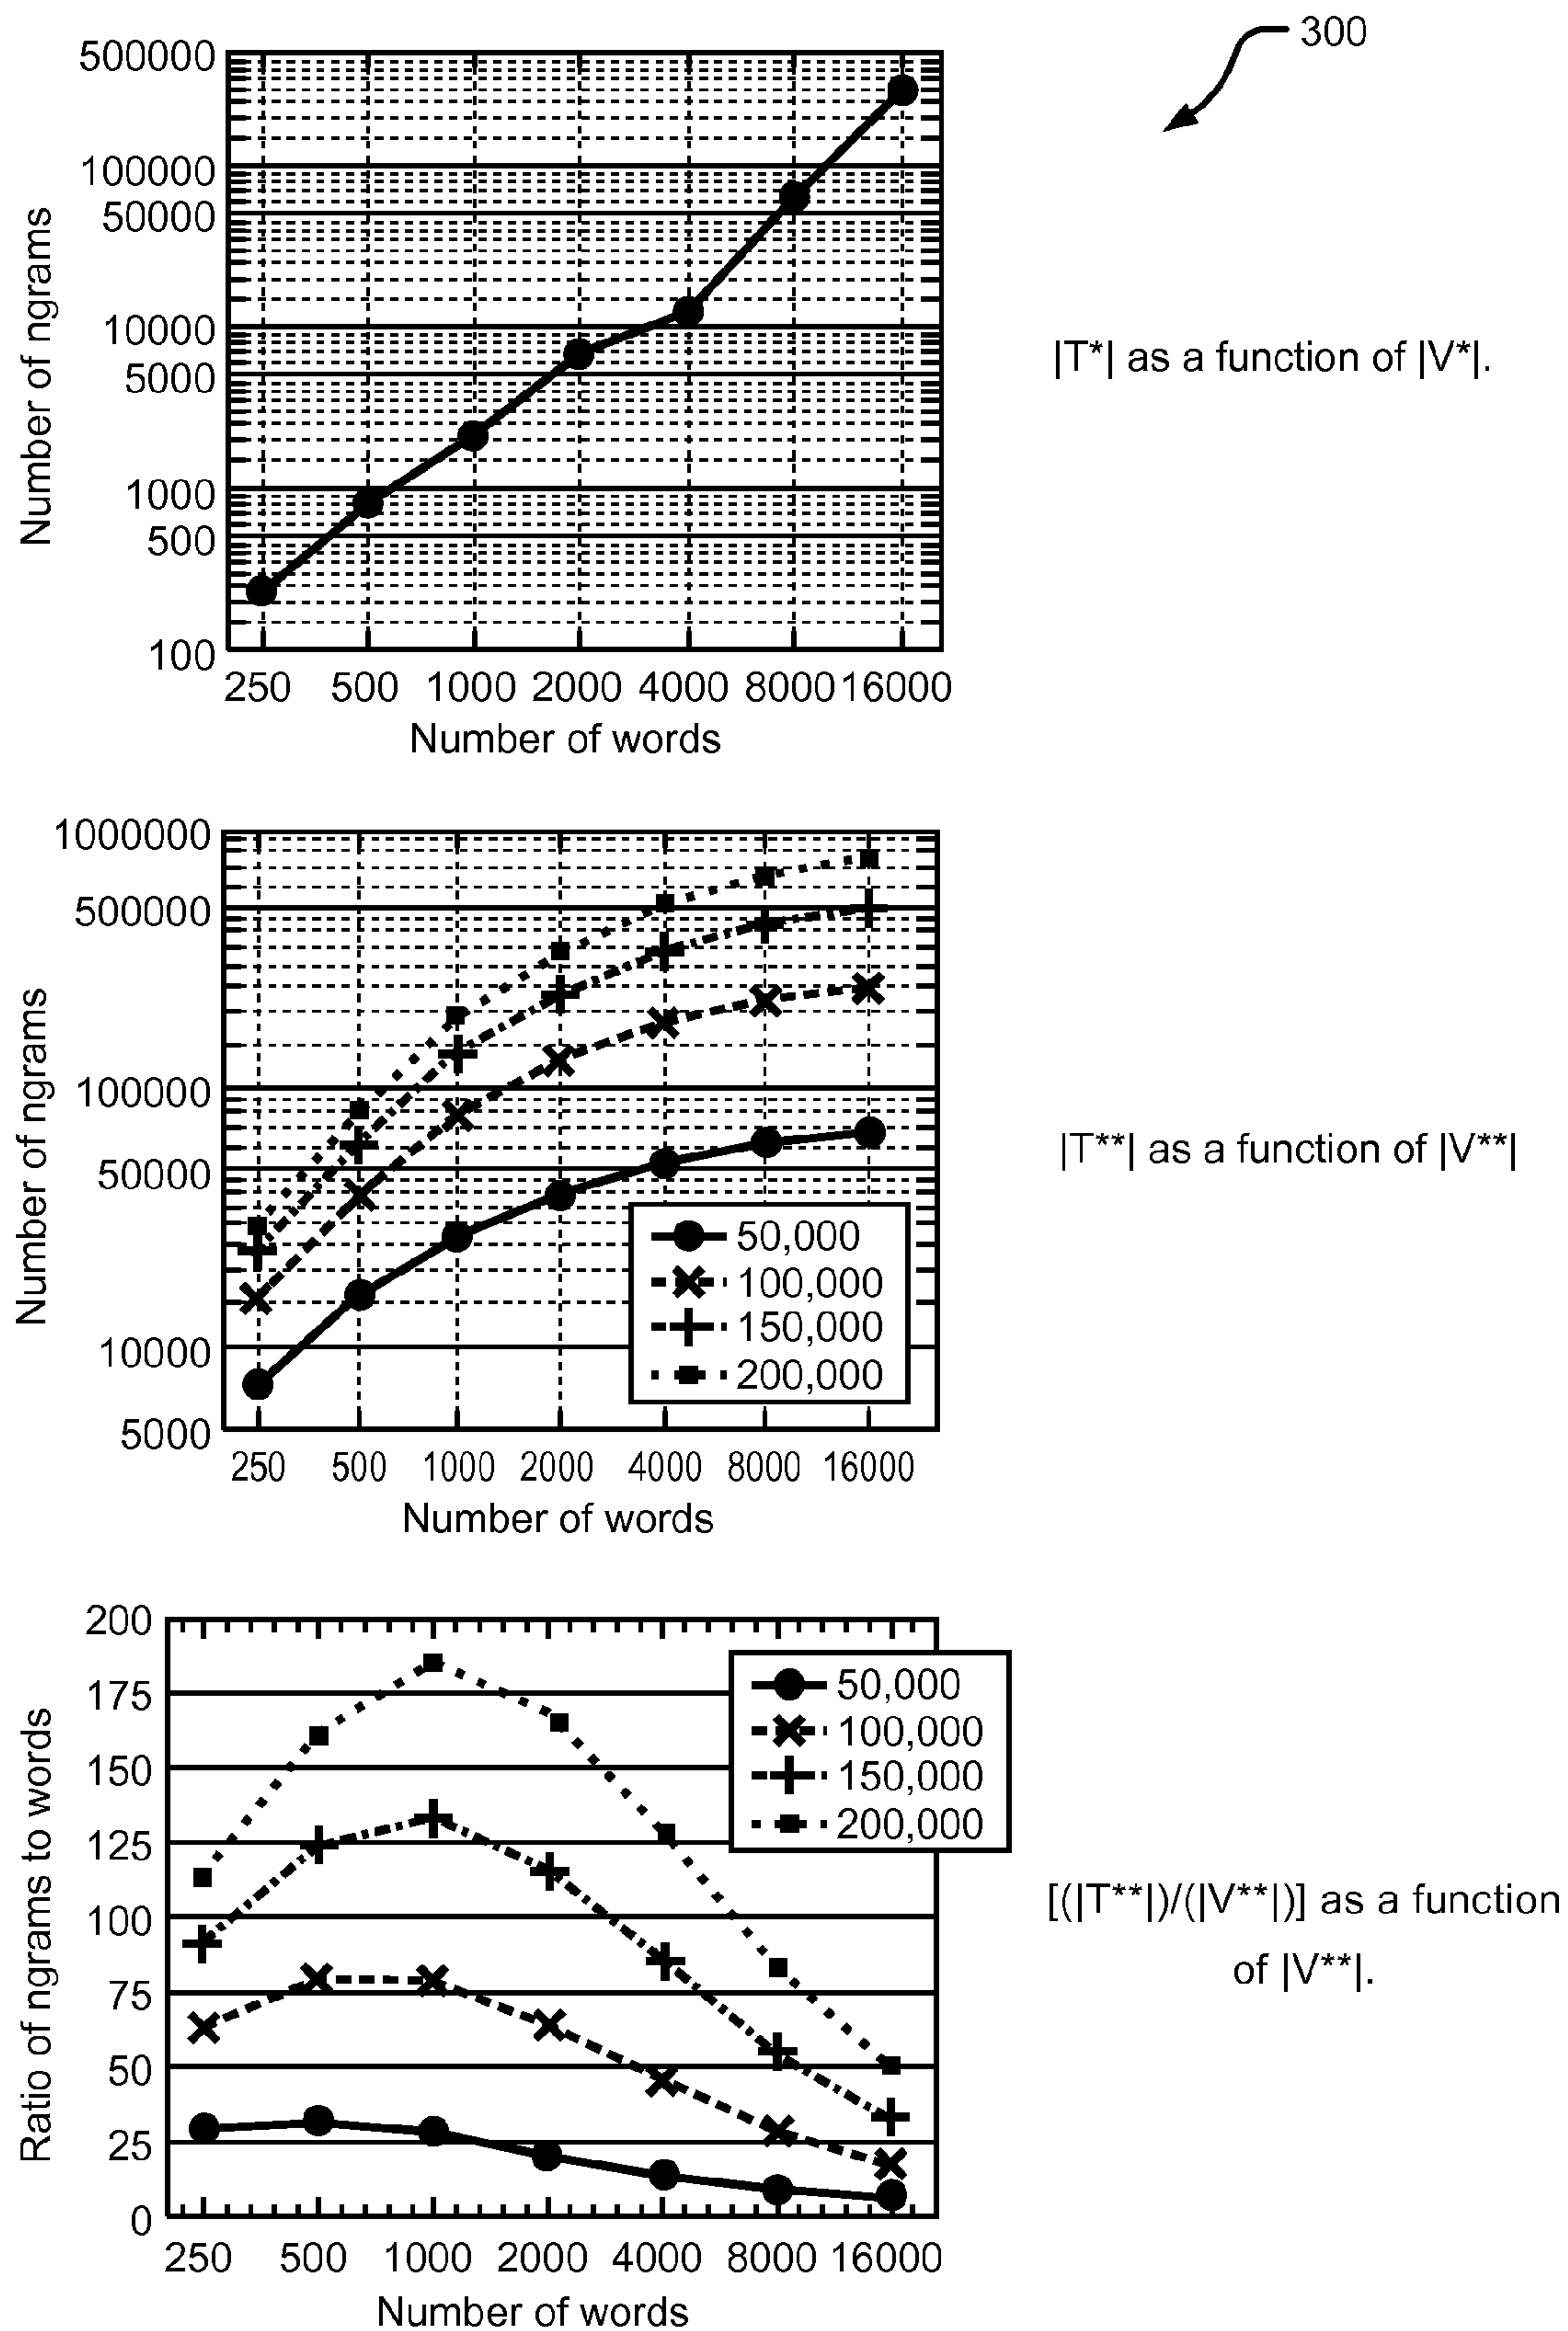 300
500000
100000
50000
10000
5000
1000
500
100
Number of ngrams
250 500 1000 2000 4000 8000 16000
Number of words
|T*| as a function of |V*|.
1000000
500000
100000
50000
10000
5000
Number of ngrams
50,000
100,000
150,000
200,000
250 500 1000 2000 4000 8000 16000
Number of words
|T**| as a function of |V**|
200
175
150
125
100
75
50
25
0
Ratio of ngrams to words
50,000
100,000
150,000
200,000
250 500 1000 2000 4000 8000 16000
Number of words
[(|T**|)/(|V**|)] as a function
of |V**|.